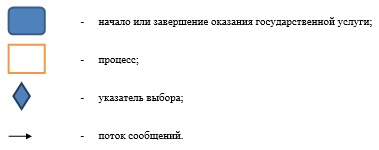 - начало или завершение оказания государственной услуги;
- процесс;
- указатель выбора;
- поток сообщений.